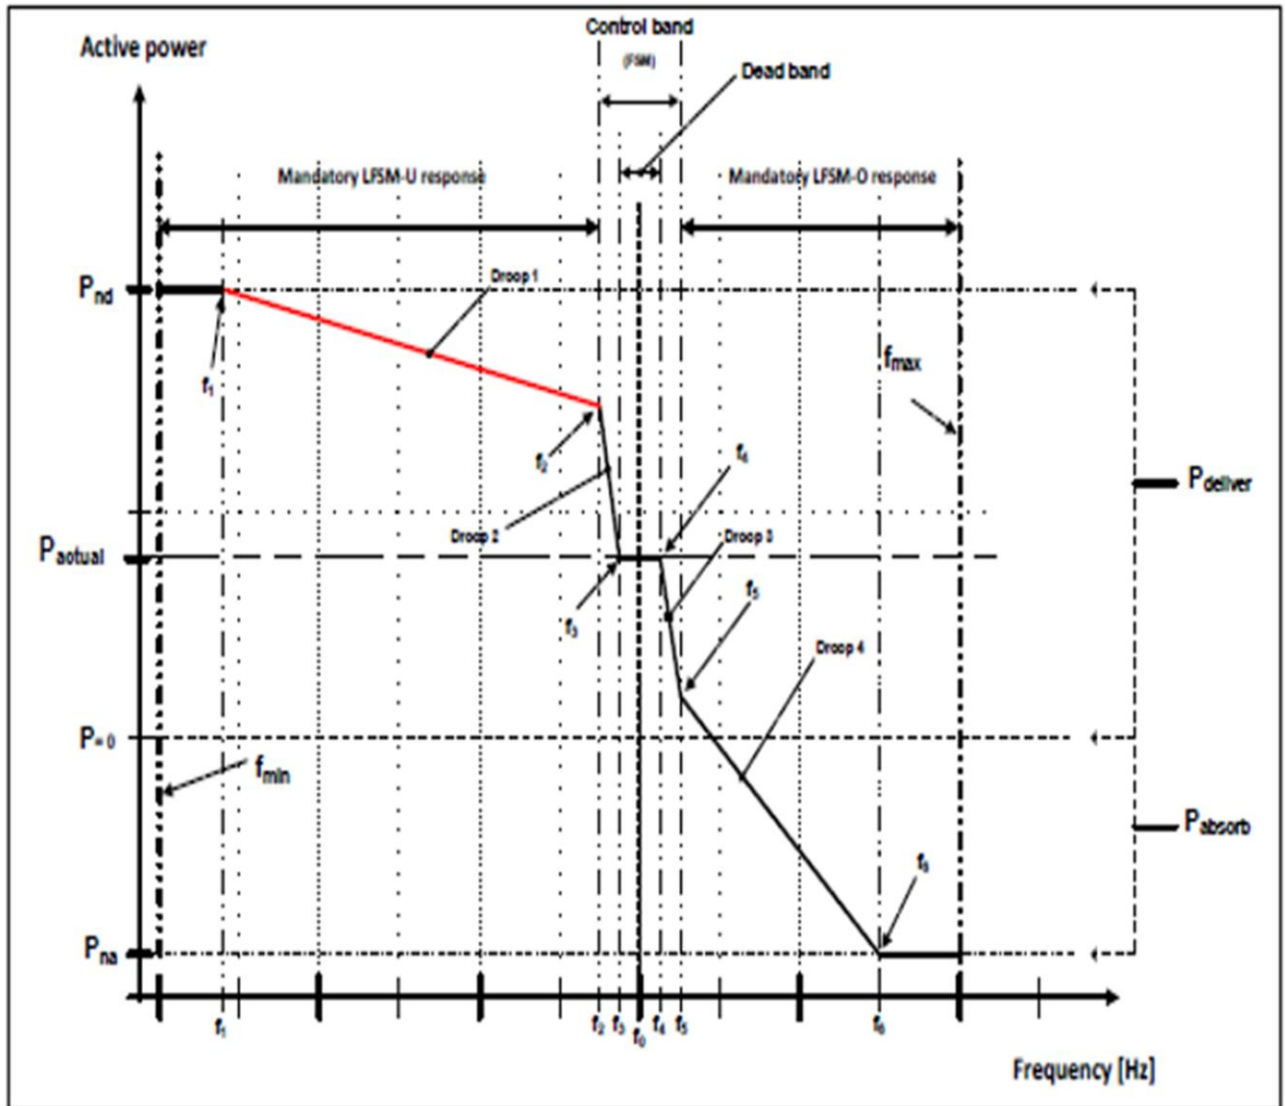 Control band
Active power
(FSM)
Dead band
Mandatory LFSM-U response
Mandatory LFSM-O response
Droop 1
Pnd
f1
fmax
f2
f4
Pdeliver
Droop 2
Droop 3
Paotual
f5
f3
Droop 4
P=0
fmin
Pabsorb
f6
Pna
f1 f2 f3 f0 f4 f5 f6
Frequency [Hz]